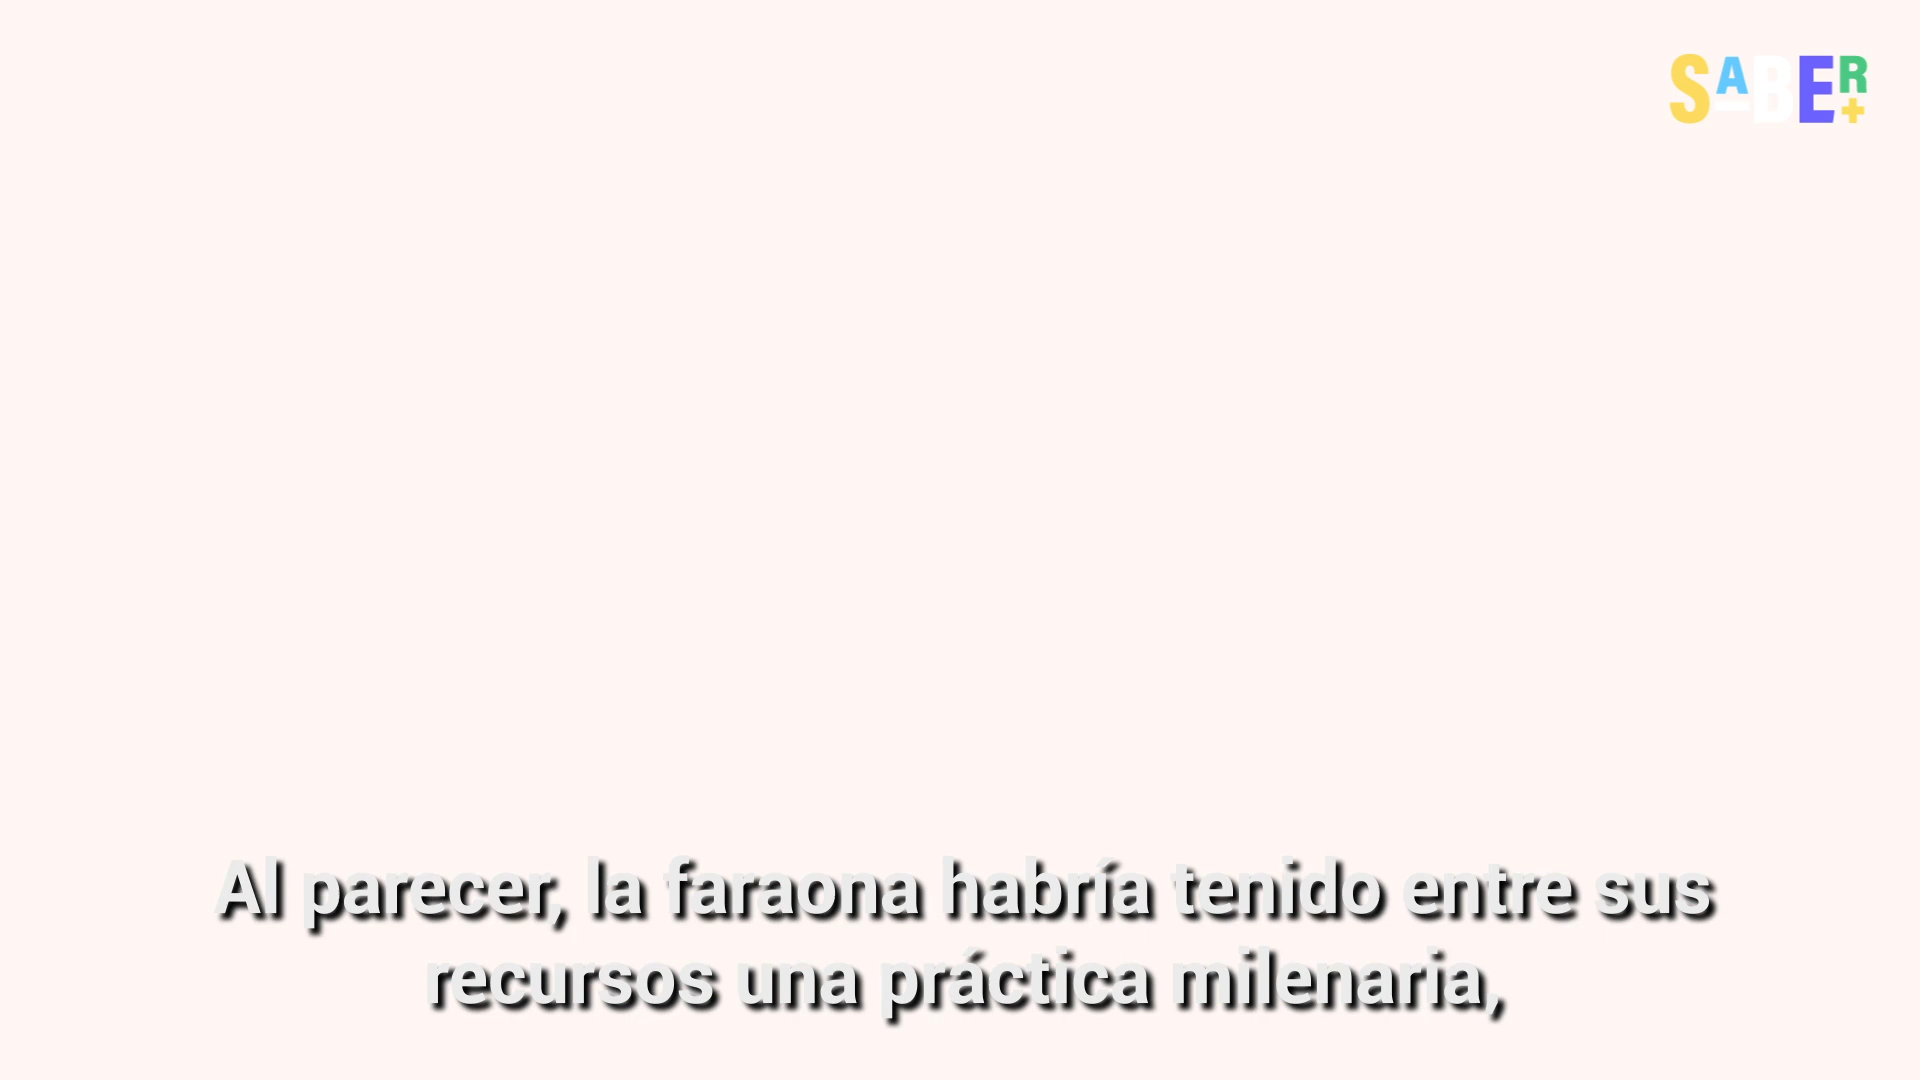 SABER+
Al parecer, la faraona habría tenido entre sus
recursos una práctica milenaria,